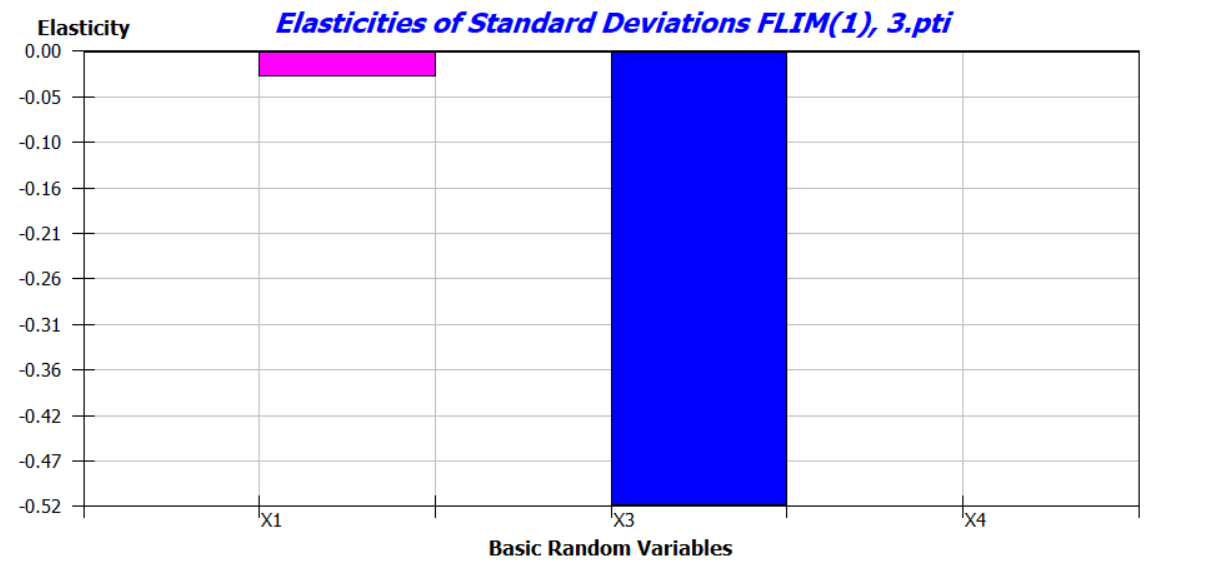 Elasticities of Standard Deviations FLIM(1), 3.pti
Elasticity
0.00
-0.05
-0.10
-0.16
-0.21
-0.26
-0.31
-0.36
-0.42
-0.47
-0.52
X1 X3 X4
Basic Random Variables